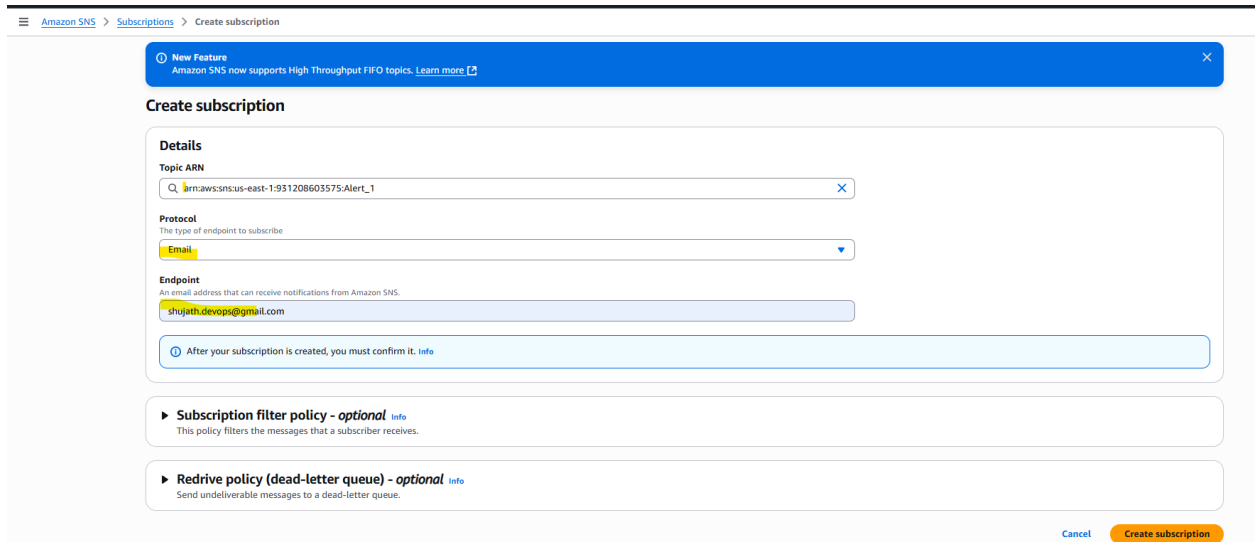 Amazon SNS > Subscriptions > Create subscription
New Feature
Amazon SNS now supports High Throughput FIFO topics. Learn more
Create subscription
Details
Topic ARN
arn:aws:sns:us-east-1:931208603575:Alert_1
Protocol
The type of endpoint to subscribe
Email
Endpoint
An email address that can receive notifications from Amazon SNS.
shujath.devops@gmail.com
After your subscription is created, you must confirm it. Info
Subscription filter policy - optional Info
This policy filters the messages that a subscriber receives.
Redrive policy (dead-letter queue) - optional Info
Send undeliverable messages to a dead-letter queue.
Cancel Create subscription